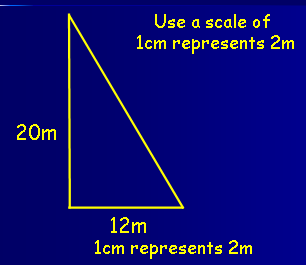 Use a scale of
1cm represents 2m
20m
12m
1cm represents 2m